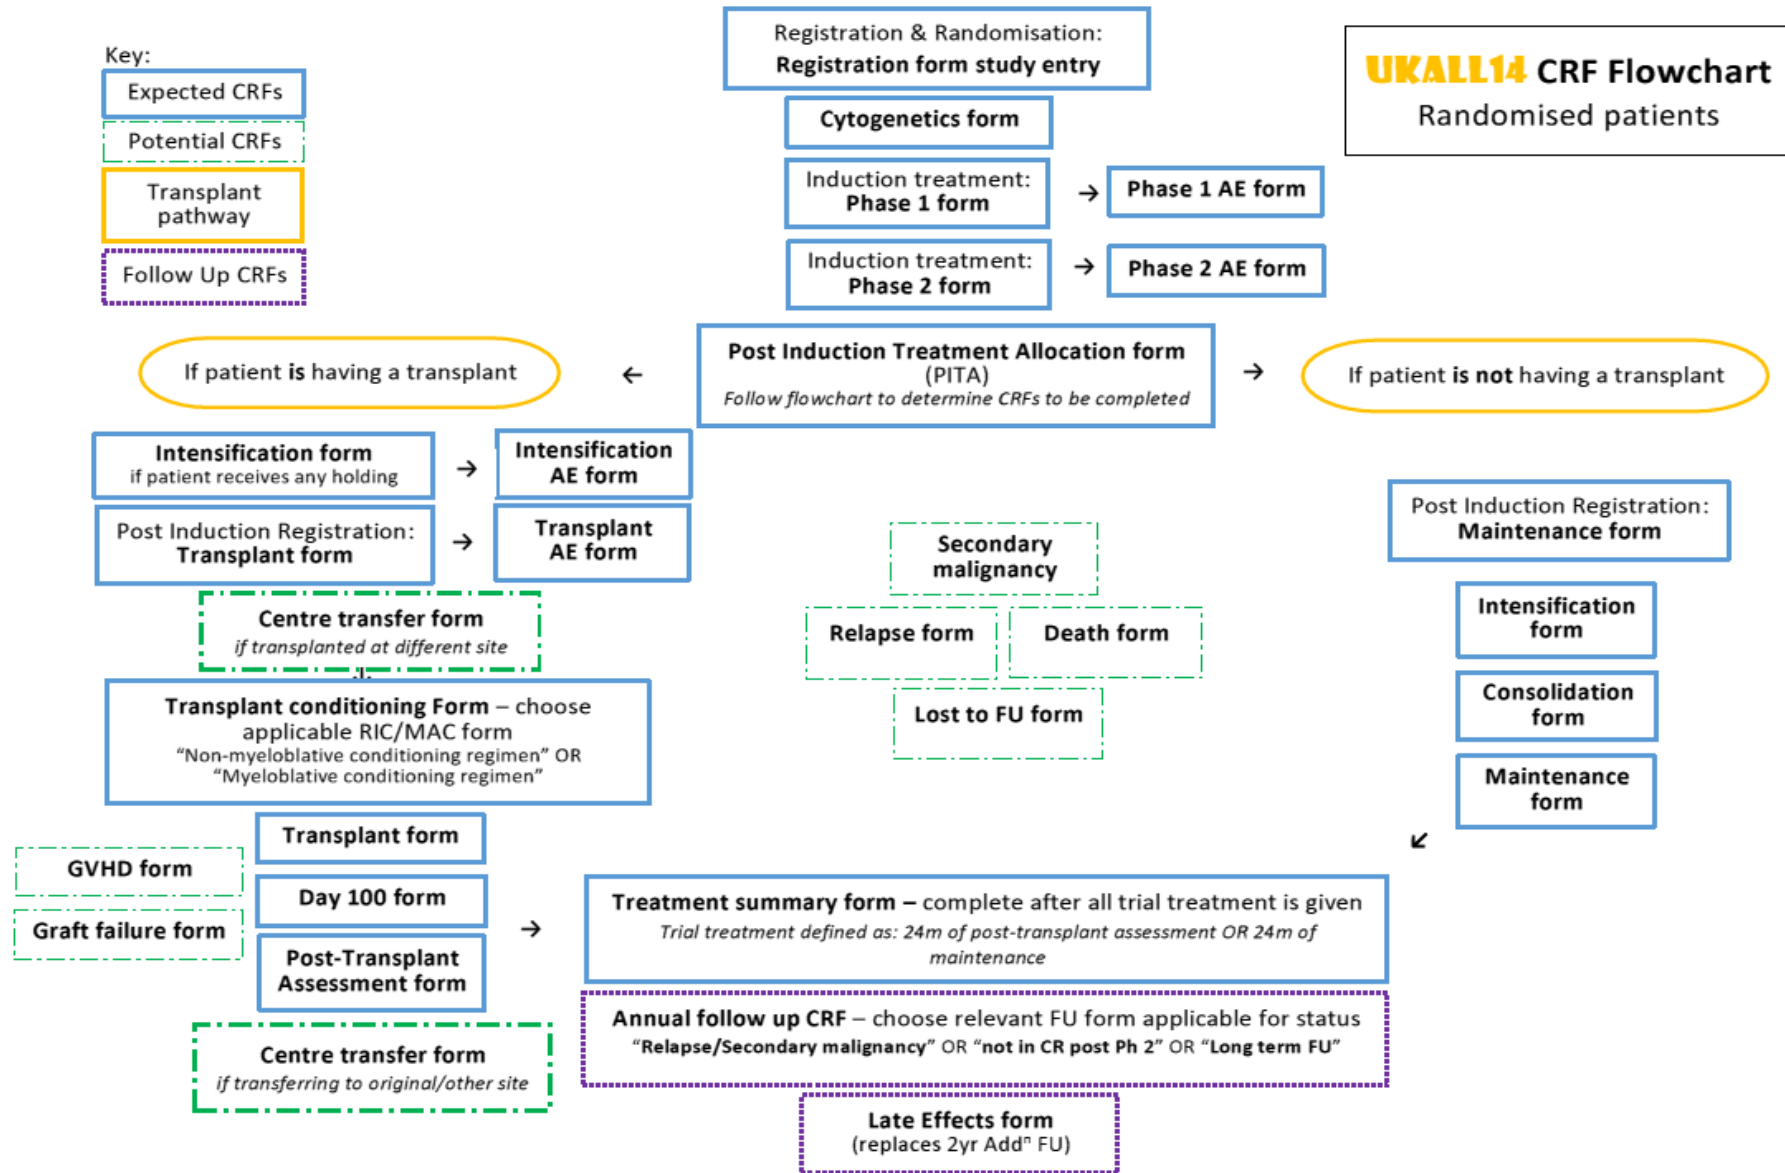 Key:
Expected CRFs
Potential CRFs
Transplant
pathway
Follow Up CRFs
Registration & Randomisation:
Registration form study entry
UKALL14 CRF Flowchart
Randomised patients
Cytogenetics form
Induction treatment:
Phase 1 form
→
Phase 1 AE form
Induction treatment:
Phase 2 form
→
Phase 2 AE form
Post Induction Treatment Allocation form
(PITA)
Follow flowchart to determine CRFs to be completed
←
If patient is having a transplant
→
If patient is not having a transplant
Intensification form
if patient receives any holding
→
Intensification
AE form
Post Induction Registration:
Transplant form
→
Transplant
AE form
Centre transfer form
if transplanted at different site
Transplant conditioning Form – choose
applicable RIC/MAC form
“Non-myeloblative conditioning regimen” OR
“Myeloblative conditioning regimen”
Transplant form
GVHD form
Day 100 form
Graft failure form
Post-Transplant
Assessment form
→
Centre transfer form
if transferring to original/other site
Secondary
malignancy
Relapse form
Death form
Lost to FU form
Post Induction Registration:
Maintenance form
Intensification
form
Consolidation
form
Maintenance
form
↙
Treatment summary form – complete after all trial treatment is given
Trial treatment defined as: 24m of post-transplant assessment OR 24m of
maintenance
Annual follow up CRF – choose relevant FU form applicable for status
“Relapse/Secondary malignancy” OR “not in CR post Ph 2” OR “Long term FU”
Late Effects form
(replaces 2yr Addⁿ FU)